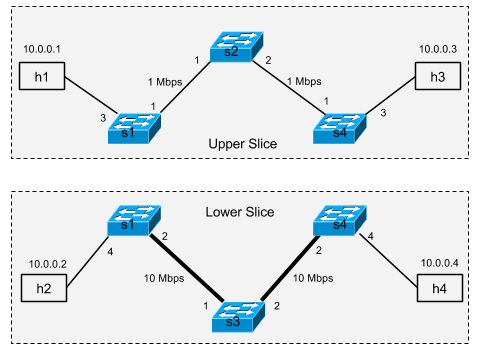 10.0.0.1
h1
3
s1
1
1 Mbps
1
s2
2
1 Mbps
1
s4
3
10.0.0.3
h3
Upper Slice
Lower Slice
10.0.0.2
h2
4
s1
2
10 Mbps
1
s3
2
10 Mbps
2
s4
4
10.0.0.4
h4